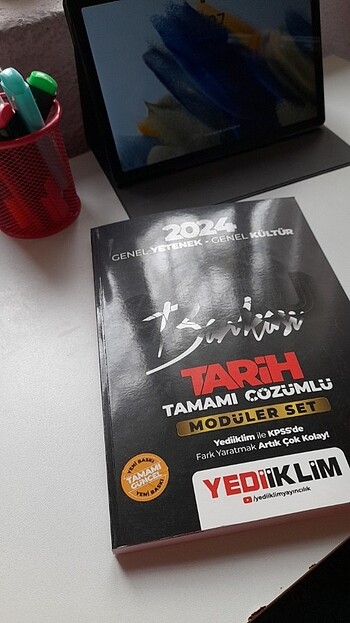 2024
GENEL YETENEK - GENEL KÜLTÜR
TARİH
TAMAMI ÇÖZÜMLÜ
MODÜLER SET
Yediiklim ile KPSS'de
Fark Yaratmak Artık Çok Kolay!
YENİ BASKI
TAMAMI
GÜNCEL
YENİ BASKI
YEDİİKLİM
/yediiklimyayincilik